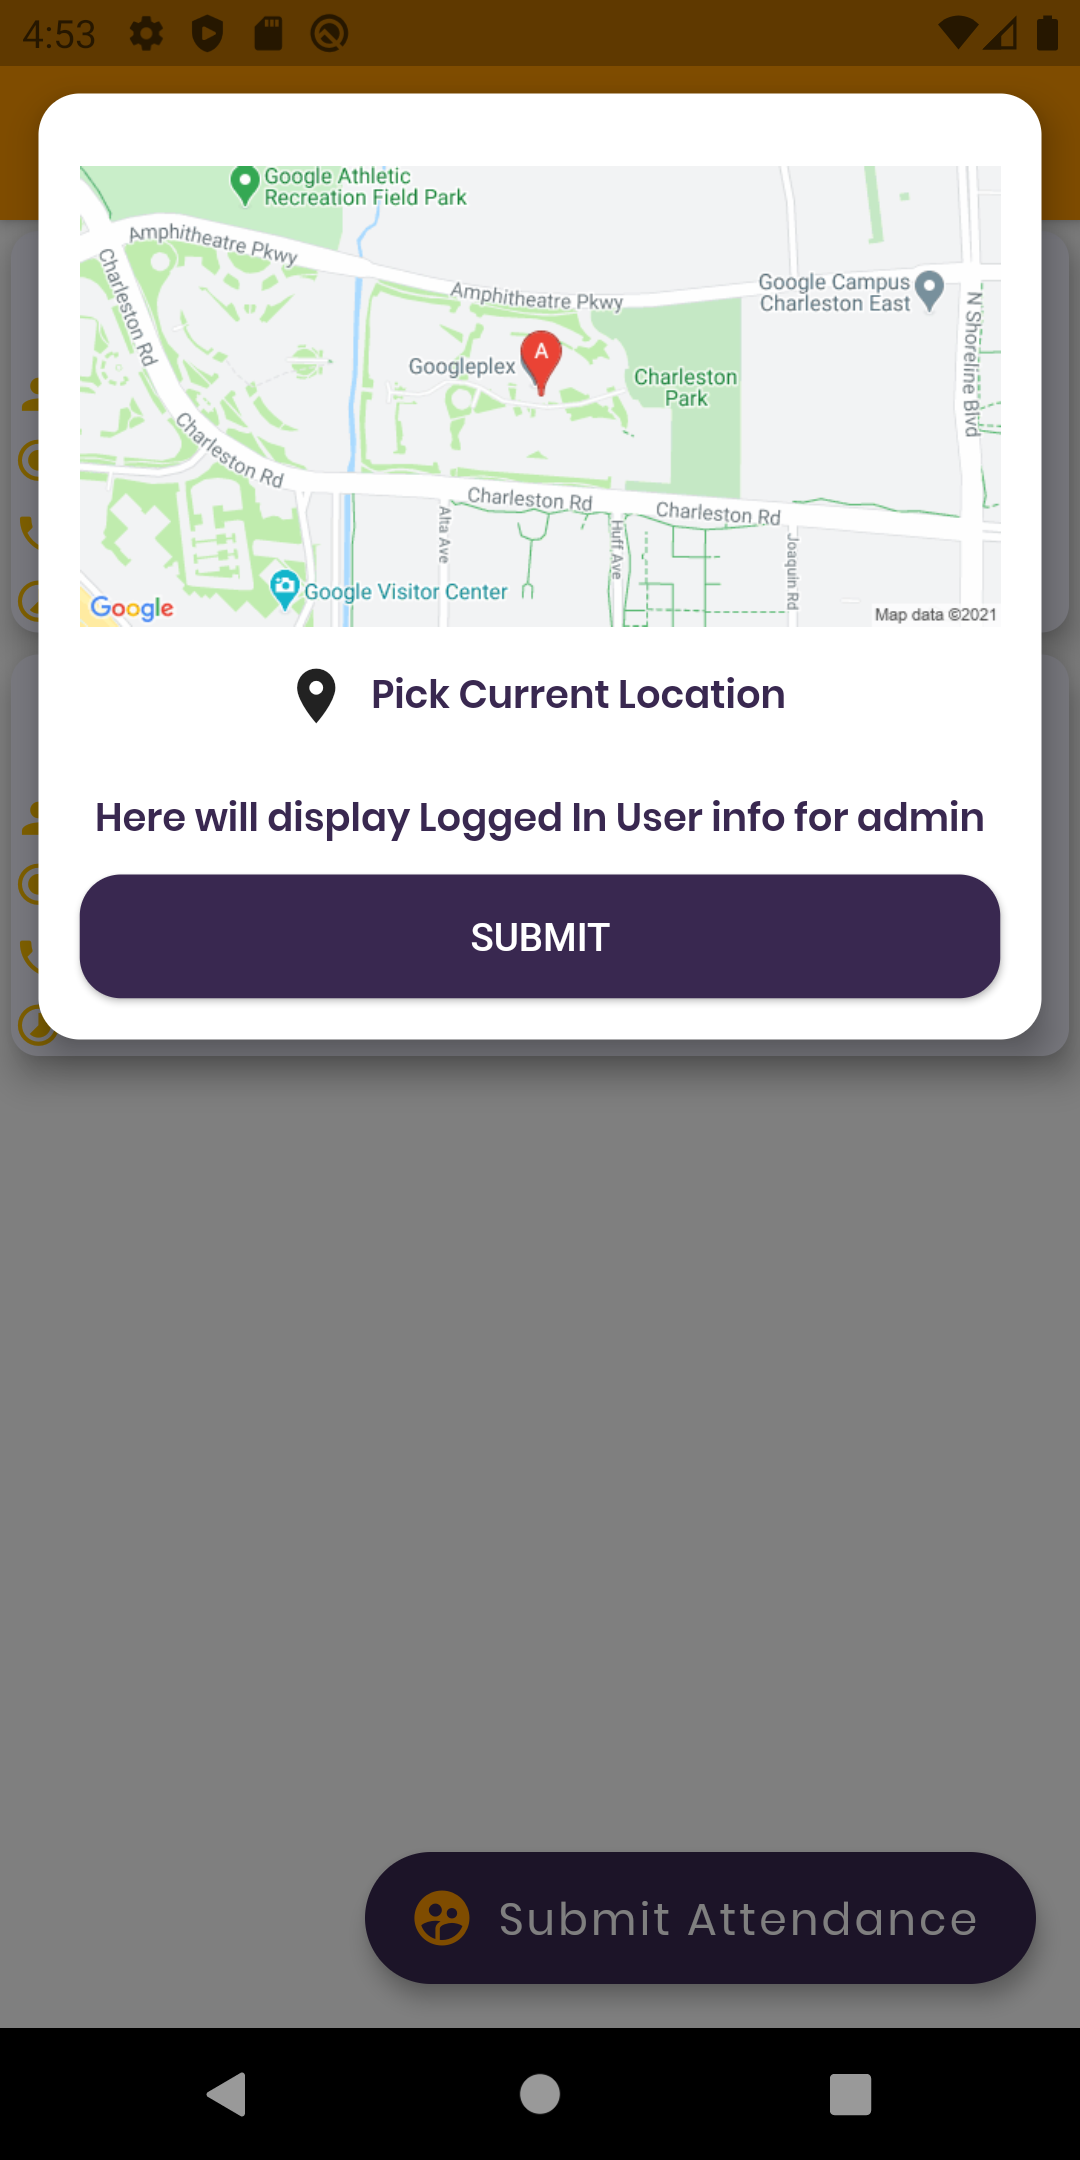 4:53
Google Athletic
Recreation Field Park
Amphitheatre Pkwy
Charleston Rd
Amphitheatre Pkwy
Google Campus
Charleston East
N Shoreline Blvd
A
Googleplex
Charleston
Park
Charleston Rd
Charleston Rd
Charleston Rd
Alta Ave
Huff Ave
Joaquin Rd
Google Visitor Center
Google
Map data ©2021
Pick Current Location
Here will display Logged In User info for admin
SUBMIT
Submit Attendance